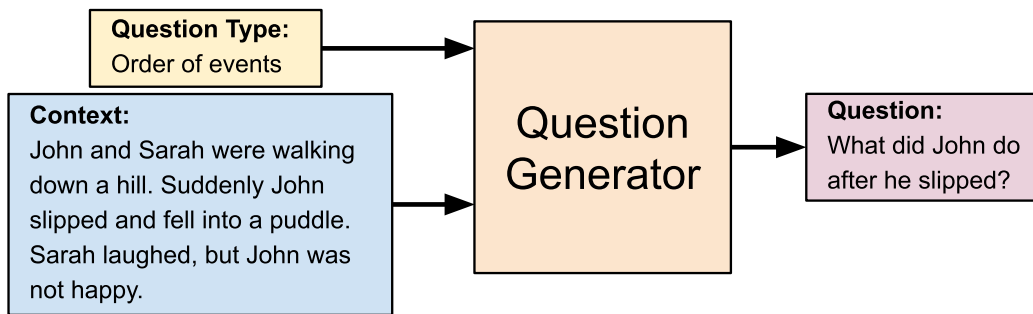 Question Type:
Order of events
Context:
John and Sarah were walking
down a hill. Suddenly John
slipped and fell into a puddle.
Sarah laughed, but John was
not happy.
Question
Generator
Question:
What did John do
after he slipped?